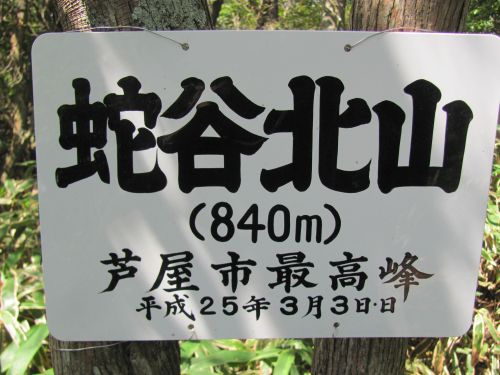 蛇谷北山
(840m)
芦屋市最高峰
平成25年3月3日·日